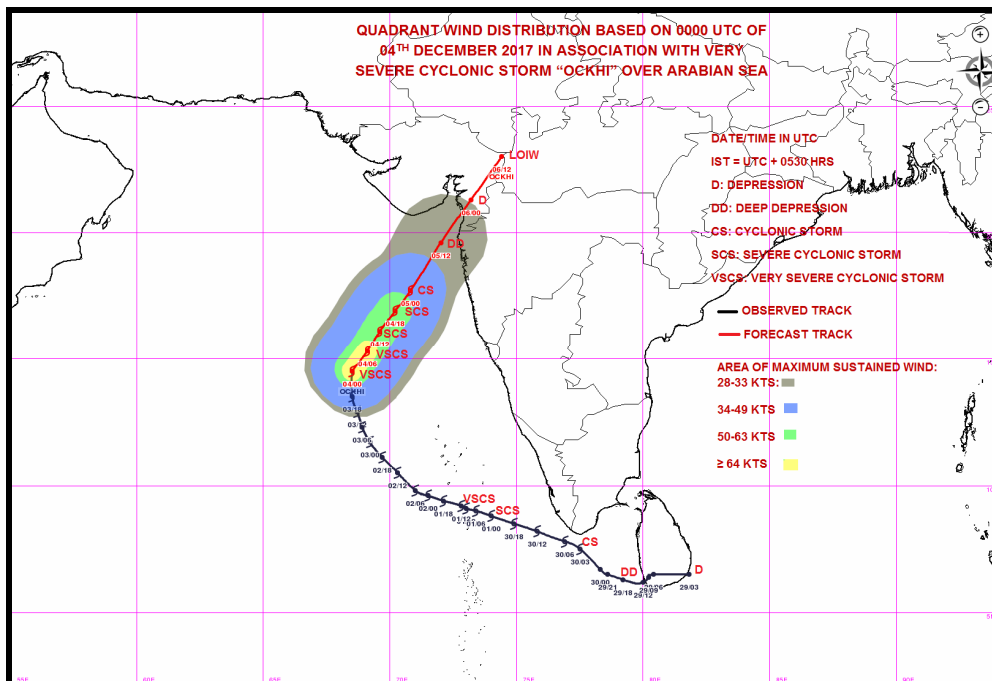 QUADRANT WIND DISTRIBUTION BASED ON 0000 UTC OF
04TH DECEMBER 2017 IN ASSOCIATION WITH VERY
SEVERE CYCLONIC STORM “OCKHI” OVER ARABIAN SEA
DATE/TIME IN UTC
IST = UTC + 0530 HRS
D: DEPRESSION
DD: DEEP DEPRESSION
CS: CYCLONIC STORM
SCS: SEVERE CYCLONIC STORM
VSCS: VERY SEVERE CYCLONIC STORM
OBSERVED TRACK
FORECAST TRACK
AREA OF MAXIMUM SUSTAINED WIND:
28-33 KTS:
34-49 KTS
50-63 KTS
≥ 64 KTS
LOIW
06/12
OCKHI
D
06/00
DD
05/12
CS
05/00
SCS
04/18
SCS
04/12
VSCS
04/06
VSCS
04/00
OCKHI
03/18
03/06
03/00
02/18
02/12
02/06
02/00
01/18
VSCS
01/12
01/06
SCS
01/00
30/18
30/12
CS
30/06
30/03
30/00
29/21
DD
29/18
29/12
29/09
29/06
D
29/03
65E
70E
75E